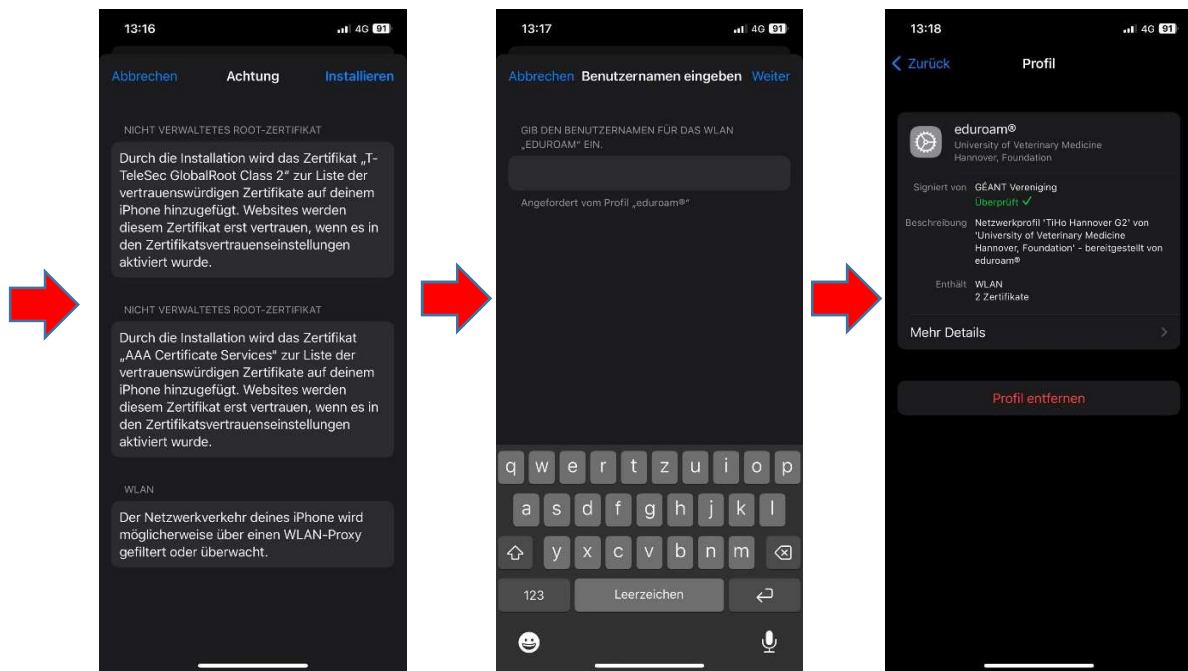 13:16
4G 91
Abbrechen Achtung Installieren
NICHT VERWALTETES ROOT-ZERTIFIKAT
Durch die Installation wird das Zertifikat „T-
TeleSec GlobalRoot Class 2“ zur Liste der
vertrauenswürdigen Zertifikate auf deinem
iPhone hinzugefügt. Websites werden
diesem Zertifikat erst vertrauen, wenn es in
den Zertifikatsvertrauenseinstellungen
aktiviert wurde.
NICHT VERWALTETES ROOT-ZERTIFIKAT
Durch die Installation wird das Zertifikat
„AAA Certificate Services“ zur Liste der
vertrauenswürdigen Zertifikate auf deinem
iPhone hinzugefügt. Websites werden
diesem Zertifikat erst vertrauen, wenn es in
den Zertifikatsvertrauenseinstellungen
aktiviert wurde.
WLAN
Der Netzwerkverkehr deines iPhone wird
möglicherweise über einen WLAN-Proxy
gefiltert oder überwacht.
13:17
4G 91
Abbrechen Benutzernamen eingeben Weiter
GIB DEN BENUTZERNAMEN FÜR DAS WLAN
„EDUROAM“ EIN.
Angefordert vom Profil „eduroam®“
q w e r t z u i o p
a s d f g h j k l
y x c v b n m
123 Leerzeichen
13:18
4G 91
Zurück Profil
eduroam®
University of Veterinary Medicine
Hannover, Foundation
Signiert von GÉANT Vereniging
Überprüft ✓
Beschreibung Netzwerkprofil 'TiHo Hannover G2' von
'University of Veterinary Medicine
Hannover, Foundation' - bereitgestellt von
eduroam®
Enthält WLAN
2 Zertifikate
Mehr Details
Profil entfernen